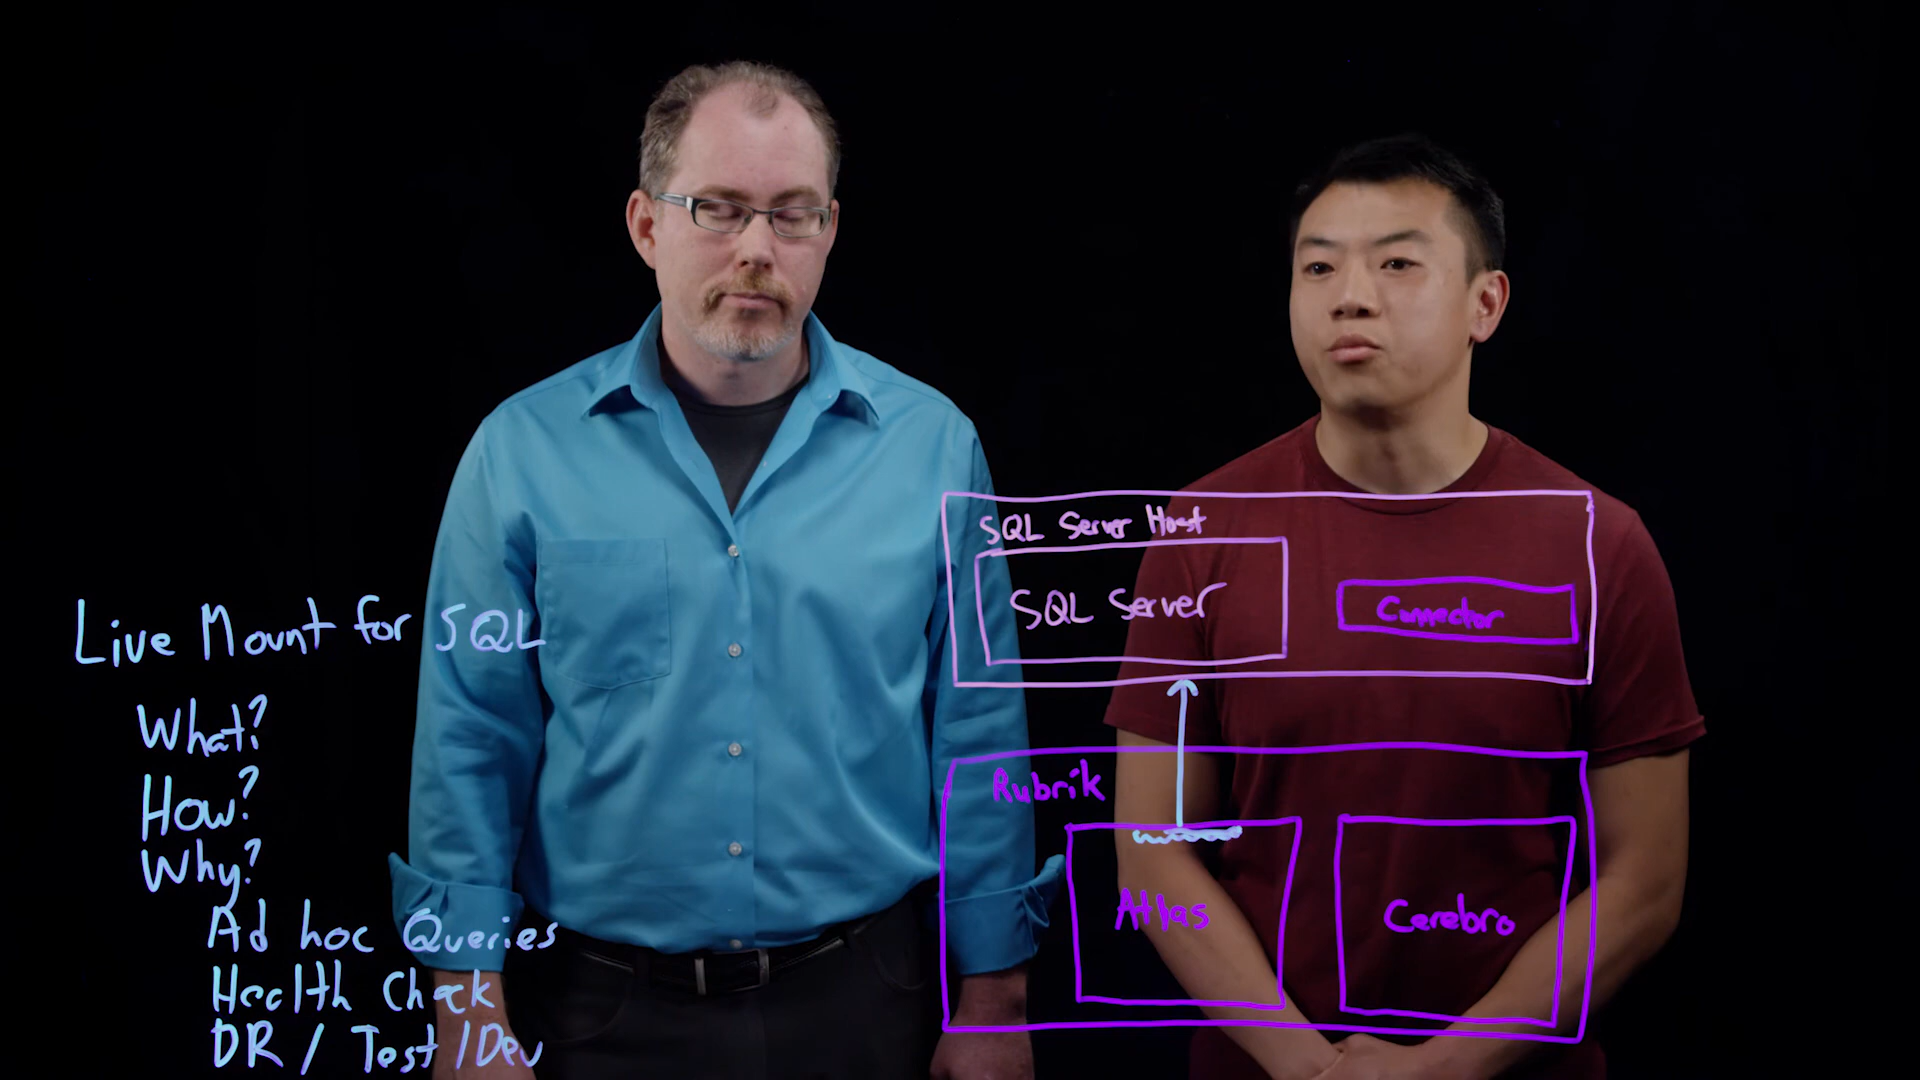 Live Mount for SQL
What?
How?
Why?
Ad hoc Queries
Health Check
DR / Test /Dev
SQL Server Host
SQL Server
Connector
Rubrik
Atlas
Cerebro